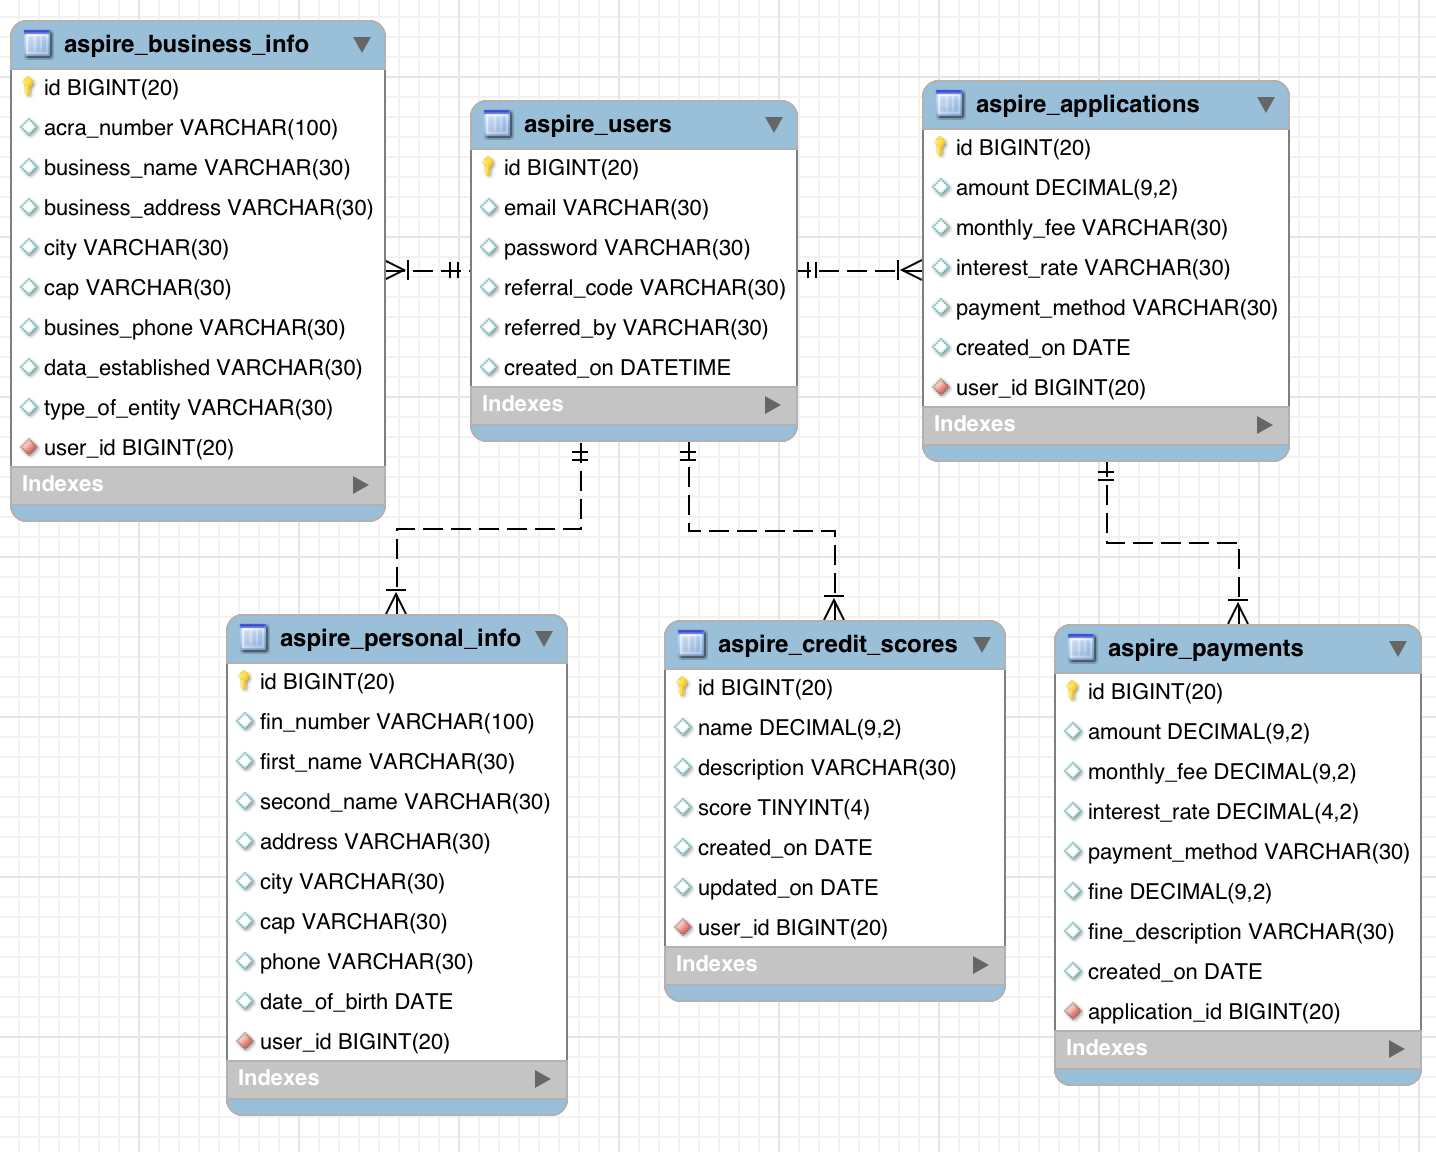 aspire_business_info
id BIGINT(20)
acra_number VARCHAR(100)
business_name VARCHAR(30)
business_address VARCHAR(30)
city VARCHAR(30)
cap VARCHAR(30)
busines_phone VARCHAR(30)
data_established VARCHAR(30)
type_of_entity VARCHAR(30)
user_id BIGINT(20)
Indexes
aspire_users
id BIGINT(20)
email VARCHAR(30)
password VARCHAR(30)
referral_code VARCHAR(30)
referred_by VARCHAR(30)
created_on DATETIME
Indexes
aspire_applications
id BIGINT(20)
amount DECIMAL(9,2)
monthly_fee VARCHAR(30)
interest_rate VARCHAR(30)
payment_method VARCHAR(30)
created_on DATE
user_id BIGINT(20)
Indexes
aspire_personal_info
id BIGINT(20)
fin_number VARCHAR(100)
first_name VARCHAR(30)
second_name VARCHAR(30)
address VARCHAR(30)
city VARCHAR(30)
cap VARCHAR(30)
phone VARCHAR(30)
date_of_birth DATE
user_id BIGINT(20)
Indexes
aspire_credit_scores
id BIGINT(20)
name DECIMAL(9,2)
description VARCHAR(30)
score TINYINT(4)
created_on DATE
updated_on DATE
user_id BIGINT(20)
Indexes
aspire_payments
id BIGINT(20)
amount DECIMAL(9,2)
monthly_fee DECIMAL(9,2)
interest_rate DECIMAL(4,2)
payment_method VARCHAR(30)
fine DECIMAL(9,2)
fine_description VARCHAR(30)
created_on DATE
application_id BIGINT(20)
Indexes